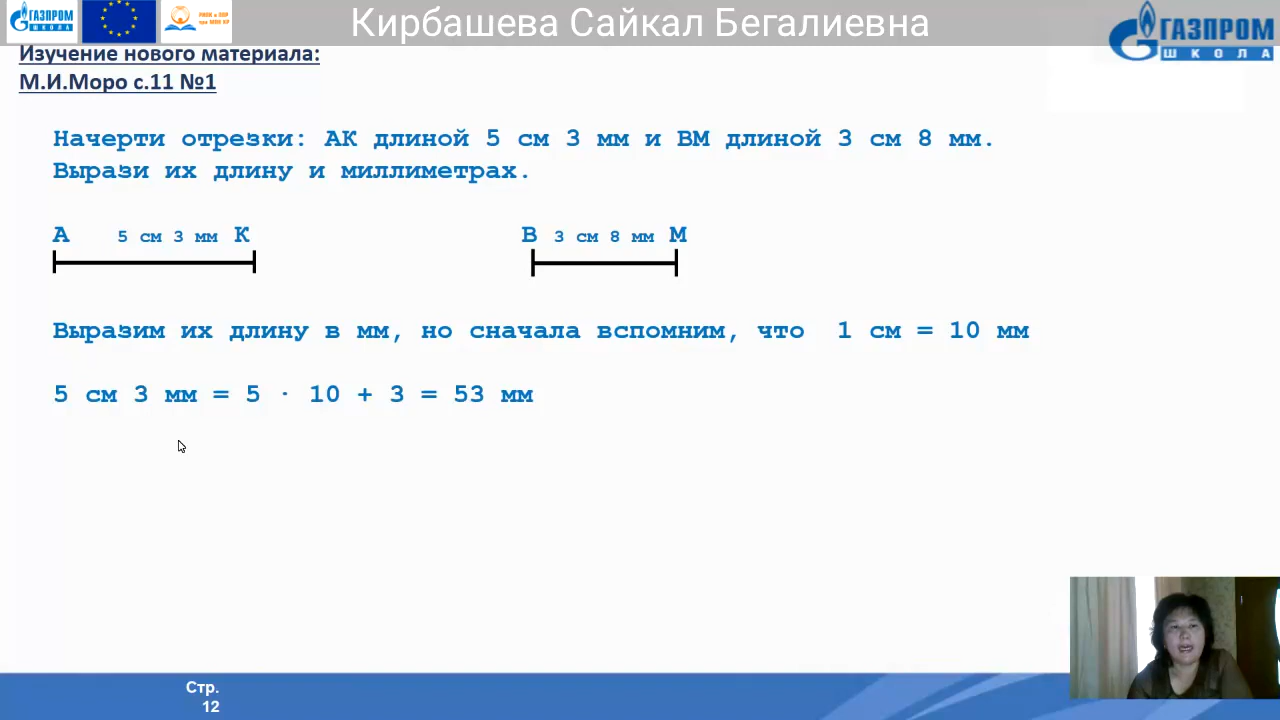 ГАЗПРОМ
ШКОЛА
Кирбашева Сайкал Бегалиевна
ГАЗПРОМ
ШКОЛА
Изучение нового материала:
М.И.Моро с.11 №1
Начерти отрезки: АК длиной 5 см 3 мм и ВМ длиной 3 см 8 мм.
Вырази их длину и миллиметрах.
А 5 см 3 мм К
В 3 см 8 мм М
Выразим их длину в мм, но сначала вспомним, что 1 см = 10 мм
5 см 3 мм = 5 · 10 + 3 = 53 мм
Стр.
12